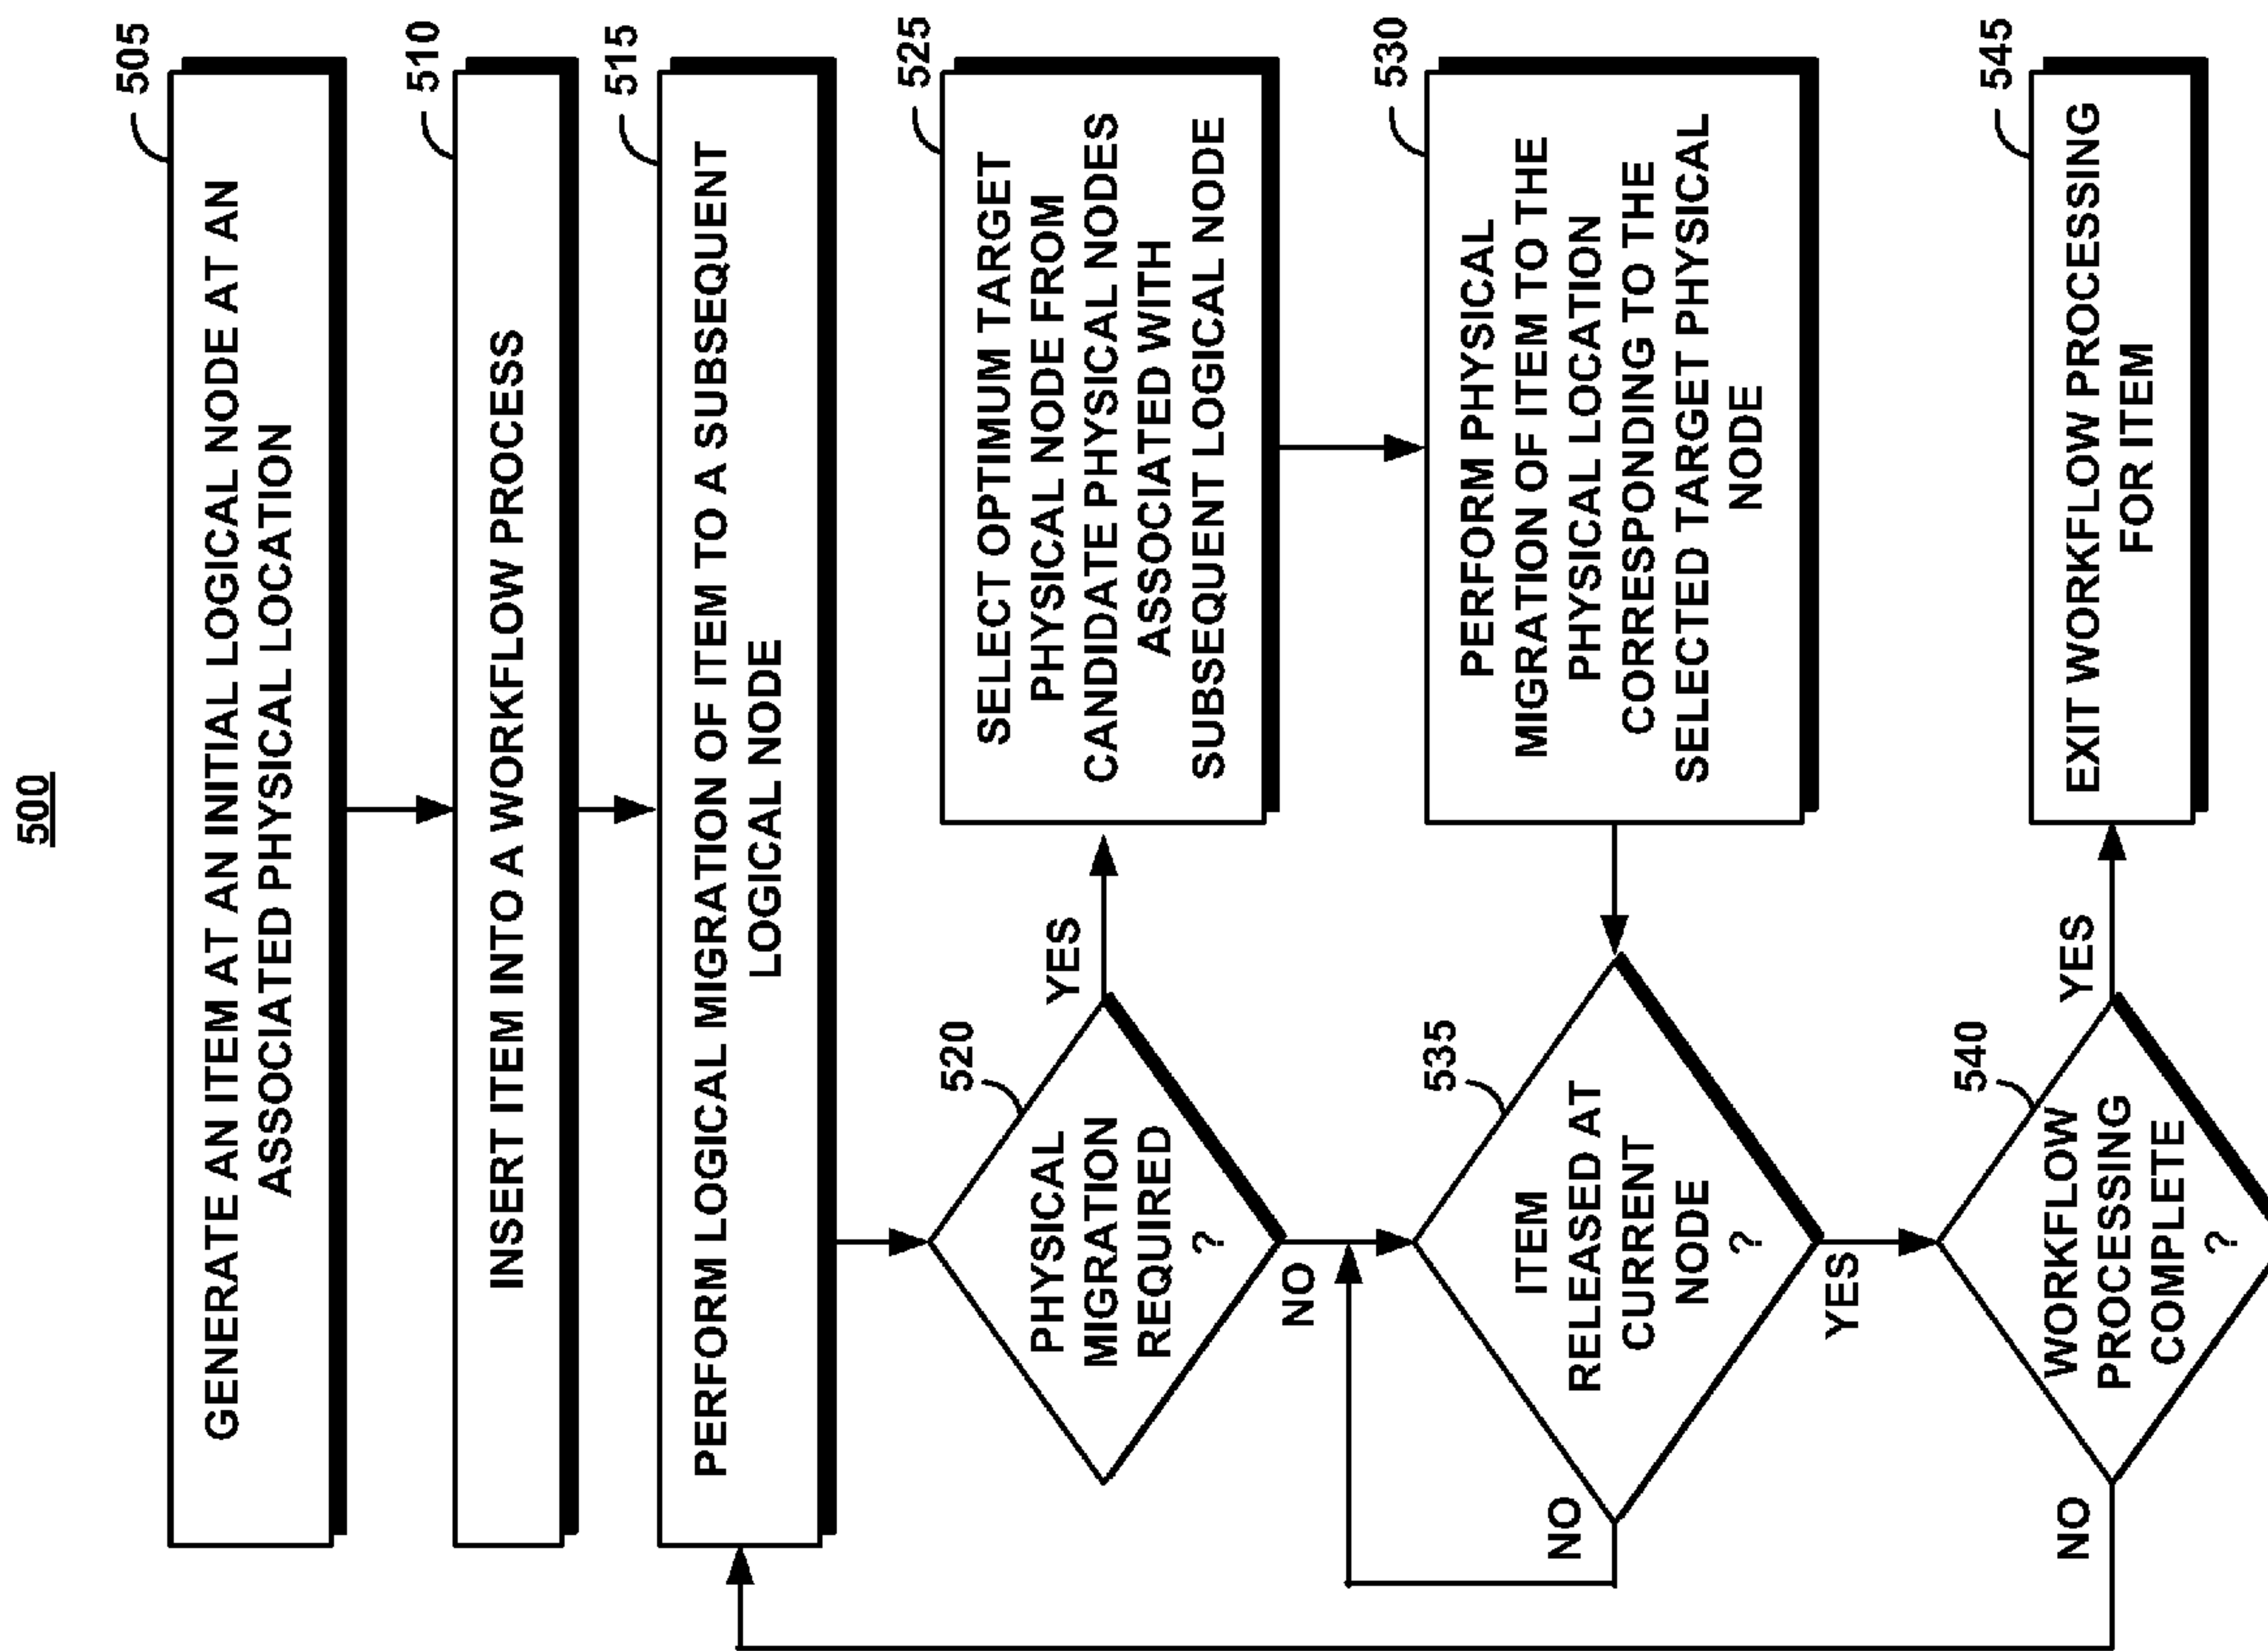 500
505
GENERATE AN ITEM AT AN INITIAL LOGICAL NODE AT AN
ASSOCIATED PHYSICAL LOCATION
510
INSERT ITEM INTO A WORKFLOW PROCESS
515
PERFORM LOGICAL MIGRATION OF ITEM TO A SUBSEQUENT
LOGICAL NODE
520
PHYSICAL
MIGRATION
REQUIRED
?
YES
NO
525
SELECT OPTIMUM TARGET
PHYSICAL NODE FROM
CANDIDATE PHYSICAL NODES
ASSOCIATED WITH
SUBSEQUENT LOGICAL NODE
530
PERFORM PHYSICAL
MIGRATION OF ITEM TO THE
PHYSICAL LOCATION
CORRESPONDING TO THE
SELECTED TARGET PHYSICAL
NODE
535
ITEM
RELEASED AT
CURRENT
NODE
?
NO
YES
540
WORKFLOW
PROCESSING
COMPLETE
?
NO
YES
545
EXIT WORKFLOW PROCESSING
FOR ITEM